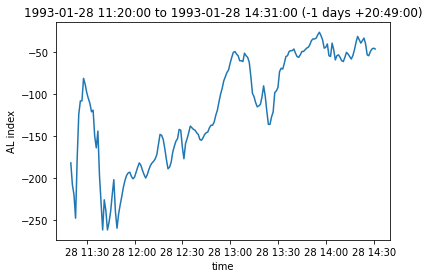 1993-01-28 11:20:00 to 1993-01-28 14:31:00 (-1 days +20:49:00)
−50
−100
−150
−200
−250
AL index
28 11:30 28 12:00 28 12:30 28 13:00 28 13:30 28 14:00 28 14:30
time